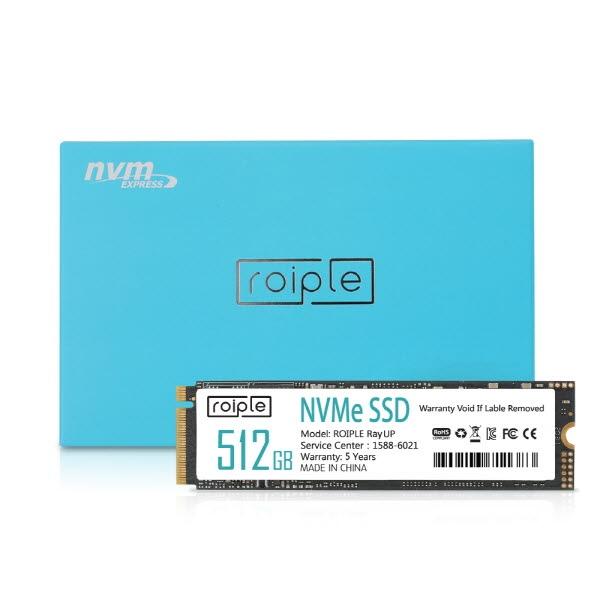 nvm
EXPRESS
roiple
roiple
NVMe SSD
Warranty Void If Lable Removed
512GB
Model: ROIPLE RayUP
Service Center : 1588-6021
Warranty: 5 Years
MADE IN CHINA
RoHS
COMPLIANT
FC CE